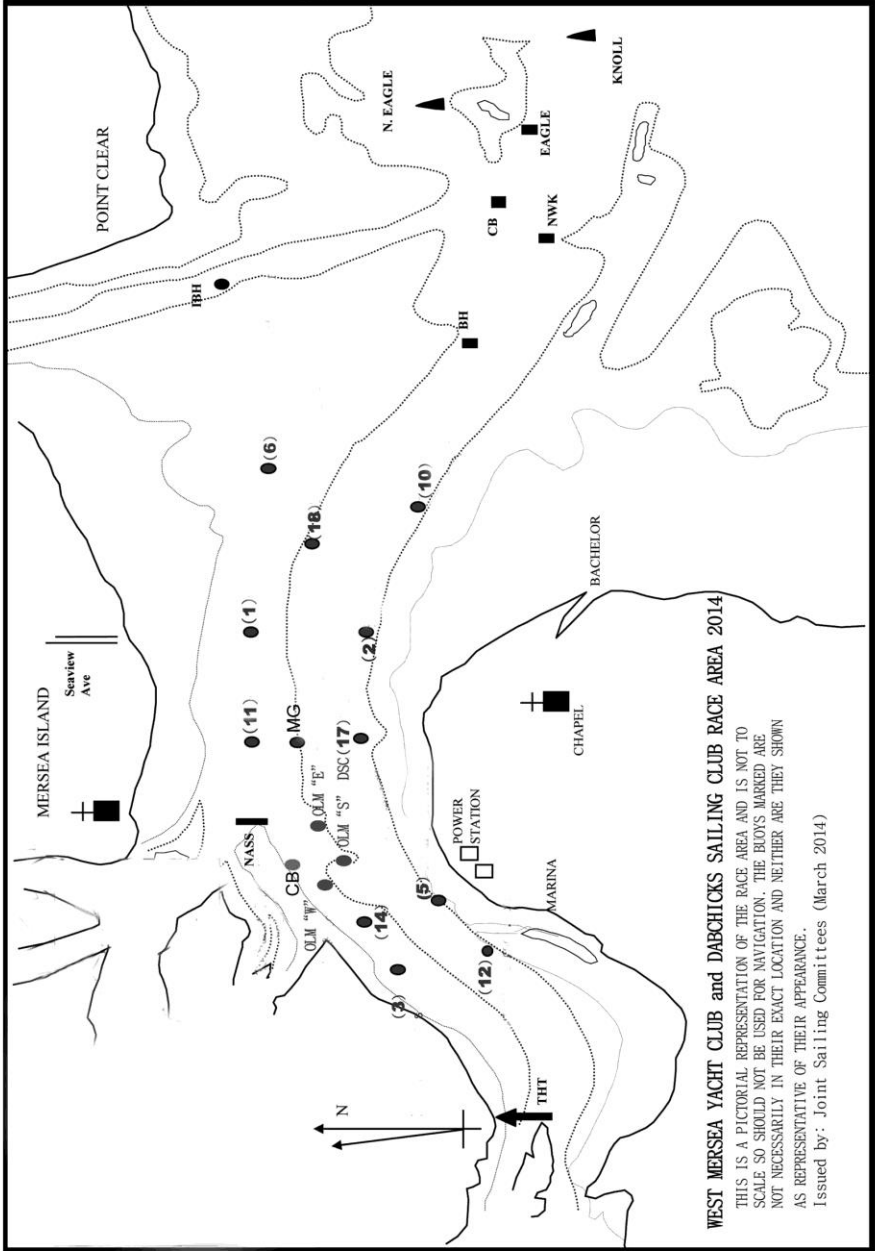 POINT CLEAR
N. EAGLE
KNOLL
EAGLE
CB
NWK
IBH
BH
(6)
(10)
(18)
MERSEA ISLAND
Seaview
Ave
(1)
(2)
BACHELOR
(11)
MG
DSC(17)
CHAPEL
NASS
OLM "E"
OLM "S"
CB
OLM "W"
POWER
STATION
(14)
(5)
MARINA
(3)
(12)
N
THT
WEST MERSEA YACHT CLUB and DABCHICKS SAILING CLUB RACE AREA 2014
THIS IS A PICTORIAL REPRESENTATION OF THE RACE AREA AND IS NOT TO
SCALE SO SHOULD NOT BE USED FOR NAVIGATION. THE BUOYS MARKED ARE
NOT NECESSARILY IN THEIR EXACT LOCATION AND NEITHER ARE THEY SHOWN
AS REPRESENTATIVE OF THEIR APPEARANCE.
Issued by: Joint Sailing Committees (March 2014)